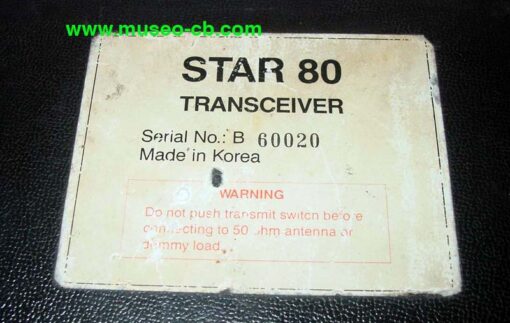 www.museo-cb.com
STAR 80
TRANSCEIVER
Serial No.: B 60020
Made in Korea
WARNING
Do not push transmit switch before
connecting to 50 ohm antenna or
dummy load.